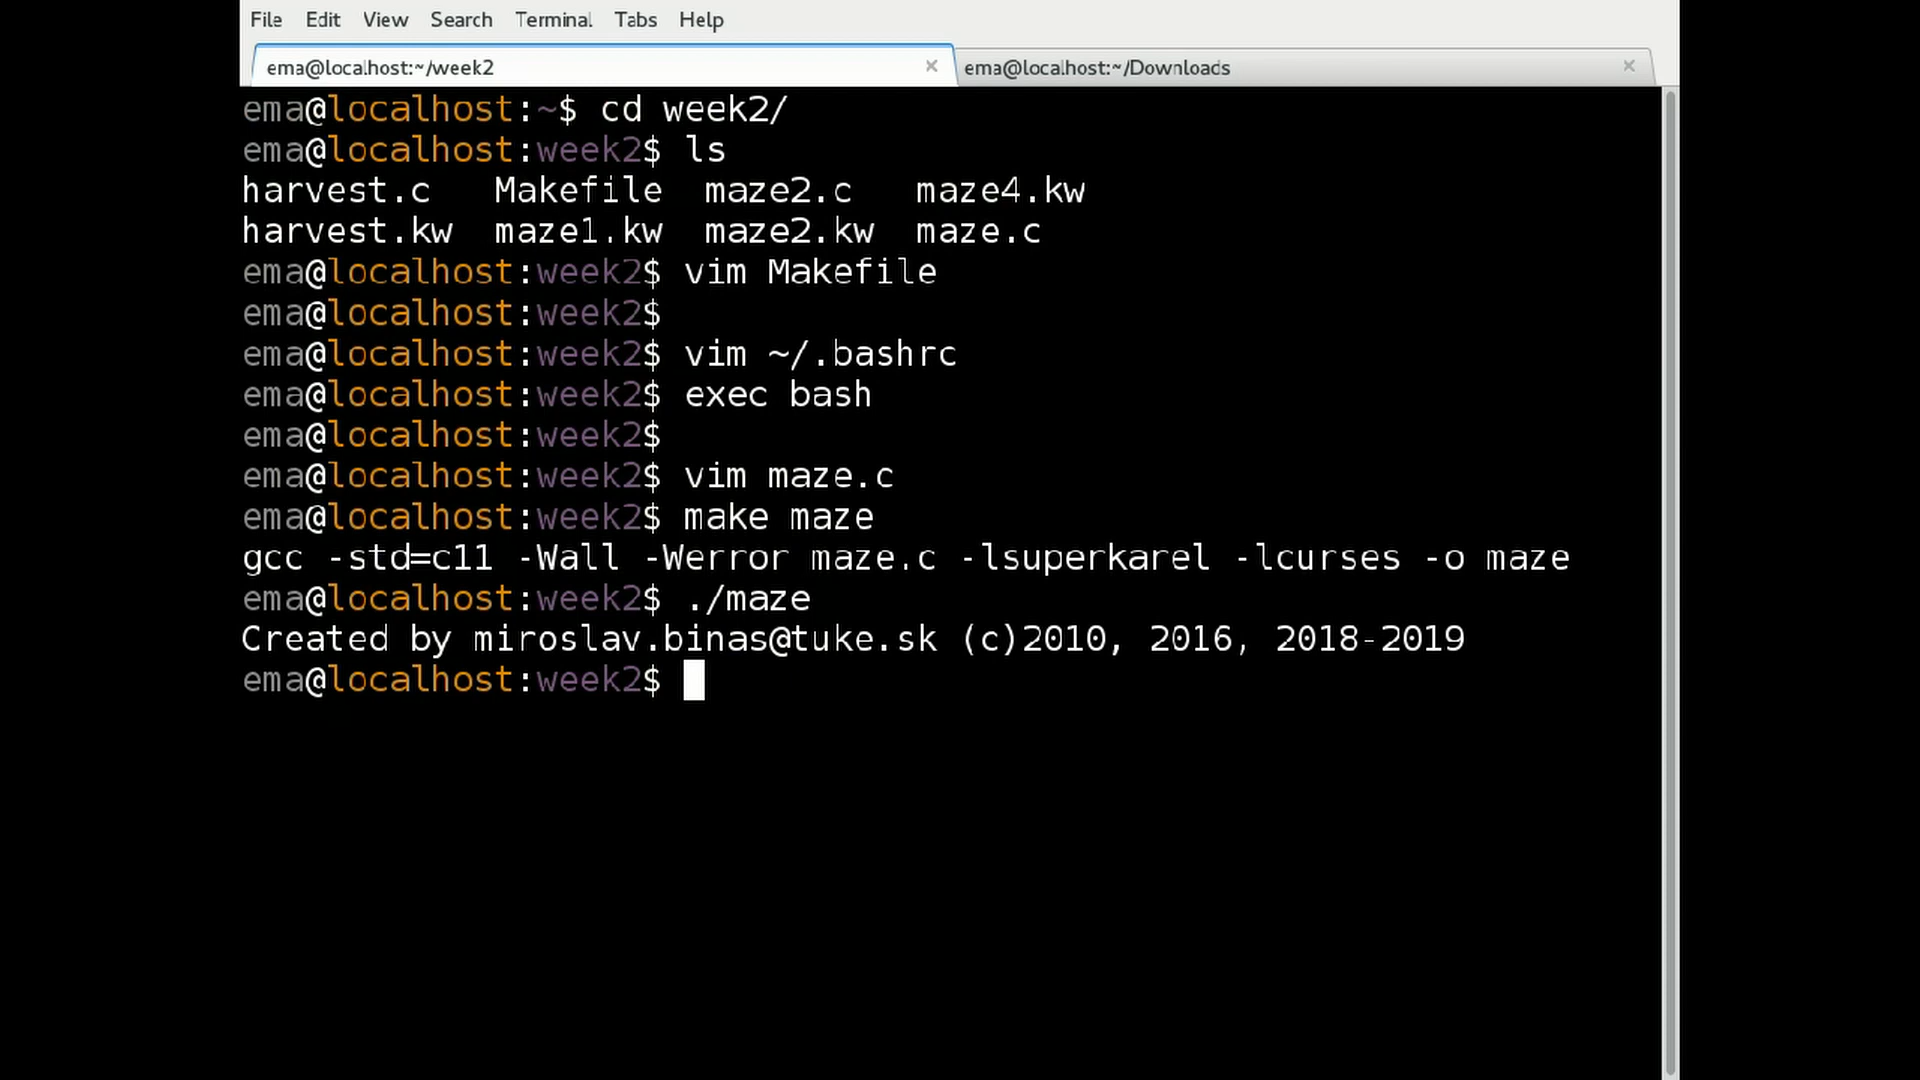 File Edit View Search Terminal Tabs Help
ema@localhost:~/week2 × ema@localhost:~/Downloads ×
ema@localhost:~$ cd week2/
ema@localhost:week2$ ls
harvest.c   Makefile  maze2.c   maze4.kw
harvest.kw  maze1.kw  maze2.kw  maze.c
ema@localhost:week2$ vim Makefile
ema@localhost:week2$
ema@localhost:week2$ vim ~/.bashrc
ema@localhost:week2$ exec bash
ema@localhost:week2$
ema@localhost:week2$ vim maze.c
ema@localhost:week2$ make maze
gcc -std=c11 -Wall -Werror maze.c -lsuperkarel -lcurses -o maze
ema@localhost:week2$ ./maze
Created by miroslav.binas@tuke.sk (c)2010, 2016, 2018-2019
ema@localhost:week2$